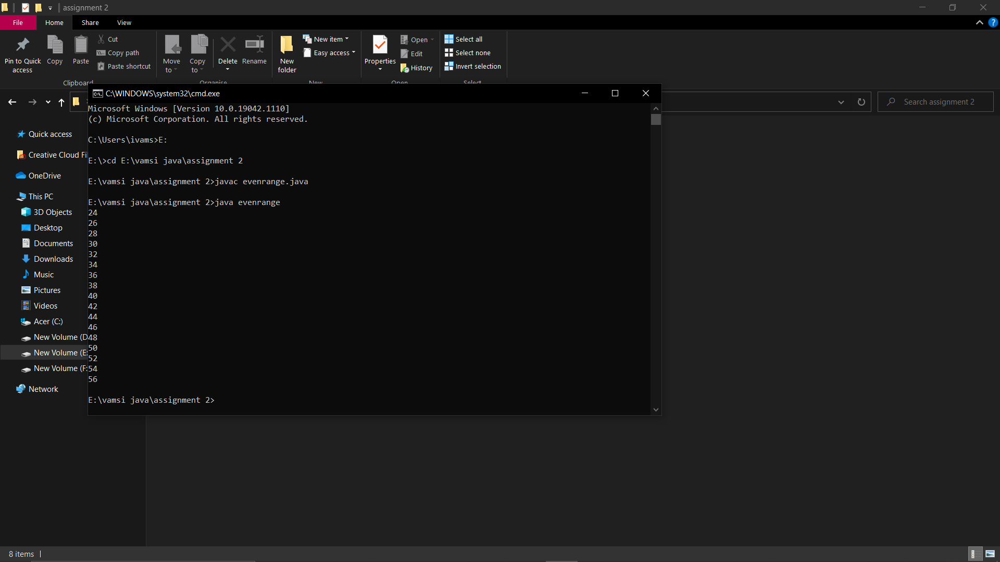 assignment 2
File Home Share View
Pin to Quick access
Copy
Paste
Cut
Copy path
Paste shortcut
Clipboard
Move to
Copy to
Delete
Rename
Organise
New folder
New item
Easy access
New
Properties
Open
Edit
History
Open
Select all
Select none
Invert selection
Select
C:\WINDOWS\system32\cmd.exe
Search assignment 2
Quick access
Creative Cloud Fi
OneDrive
This PC
3D Objects
Desktop
Documents
Downloads
Music
Pictures
Videos
Acer (C:)
New Volume (D
New Volume (E:
New Volume (F:
Network
Microsoft Windows [Version 10.0.19042.1110]
(c) Microsoft Corporation. All rights reserved.
C:\Users\ivams>E:
E:\>cd E:\vamsi java\assignment 2
E:\vamsi java\assignment 2>javac evenrange.java
E:\vamsi java\assignment 2>java evenrange
24
26
28
30
32
34
36
38
40
42
44
46
48
50
52
54
56
E:\vamsi java\assignment 2>
8 items